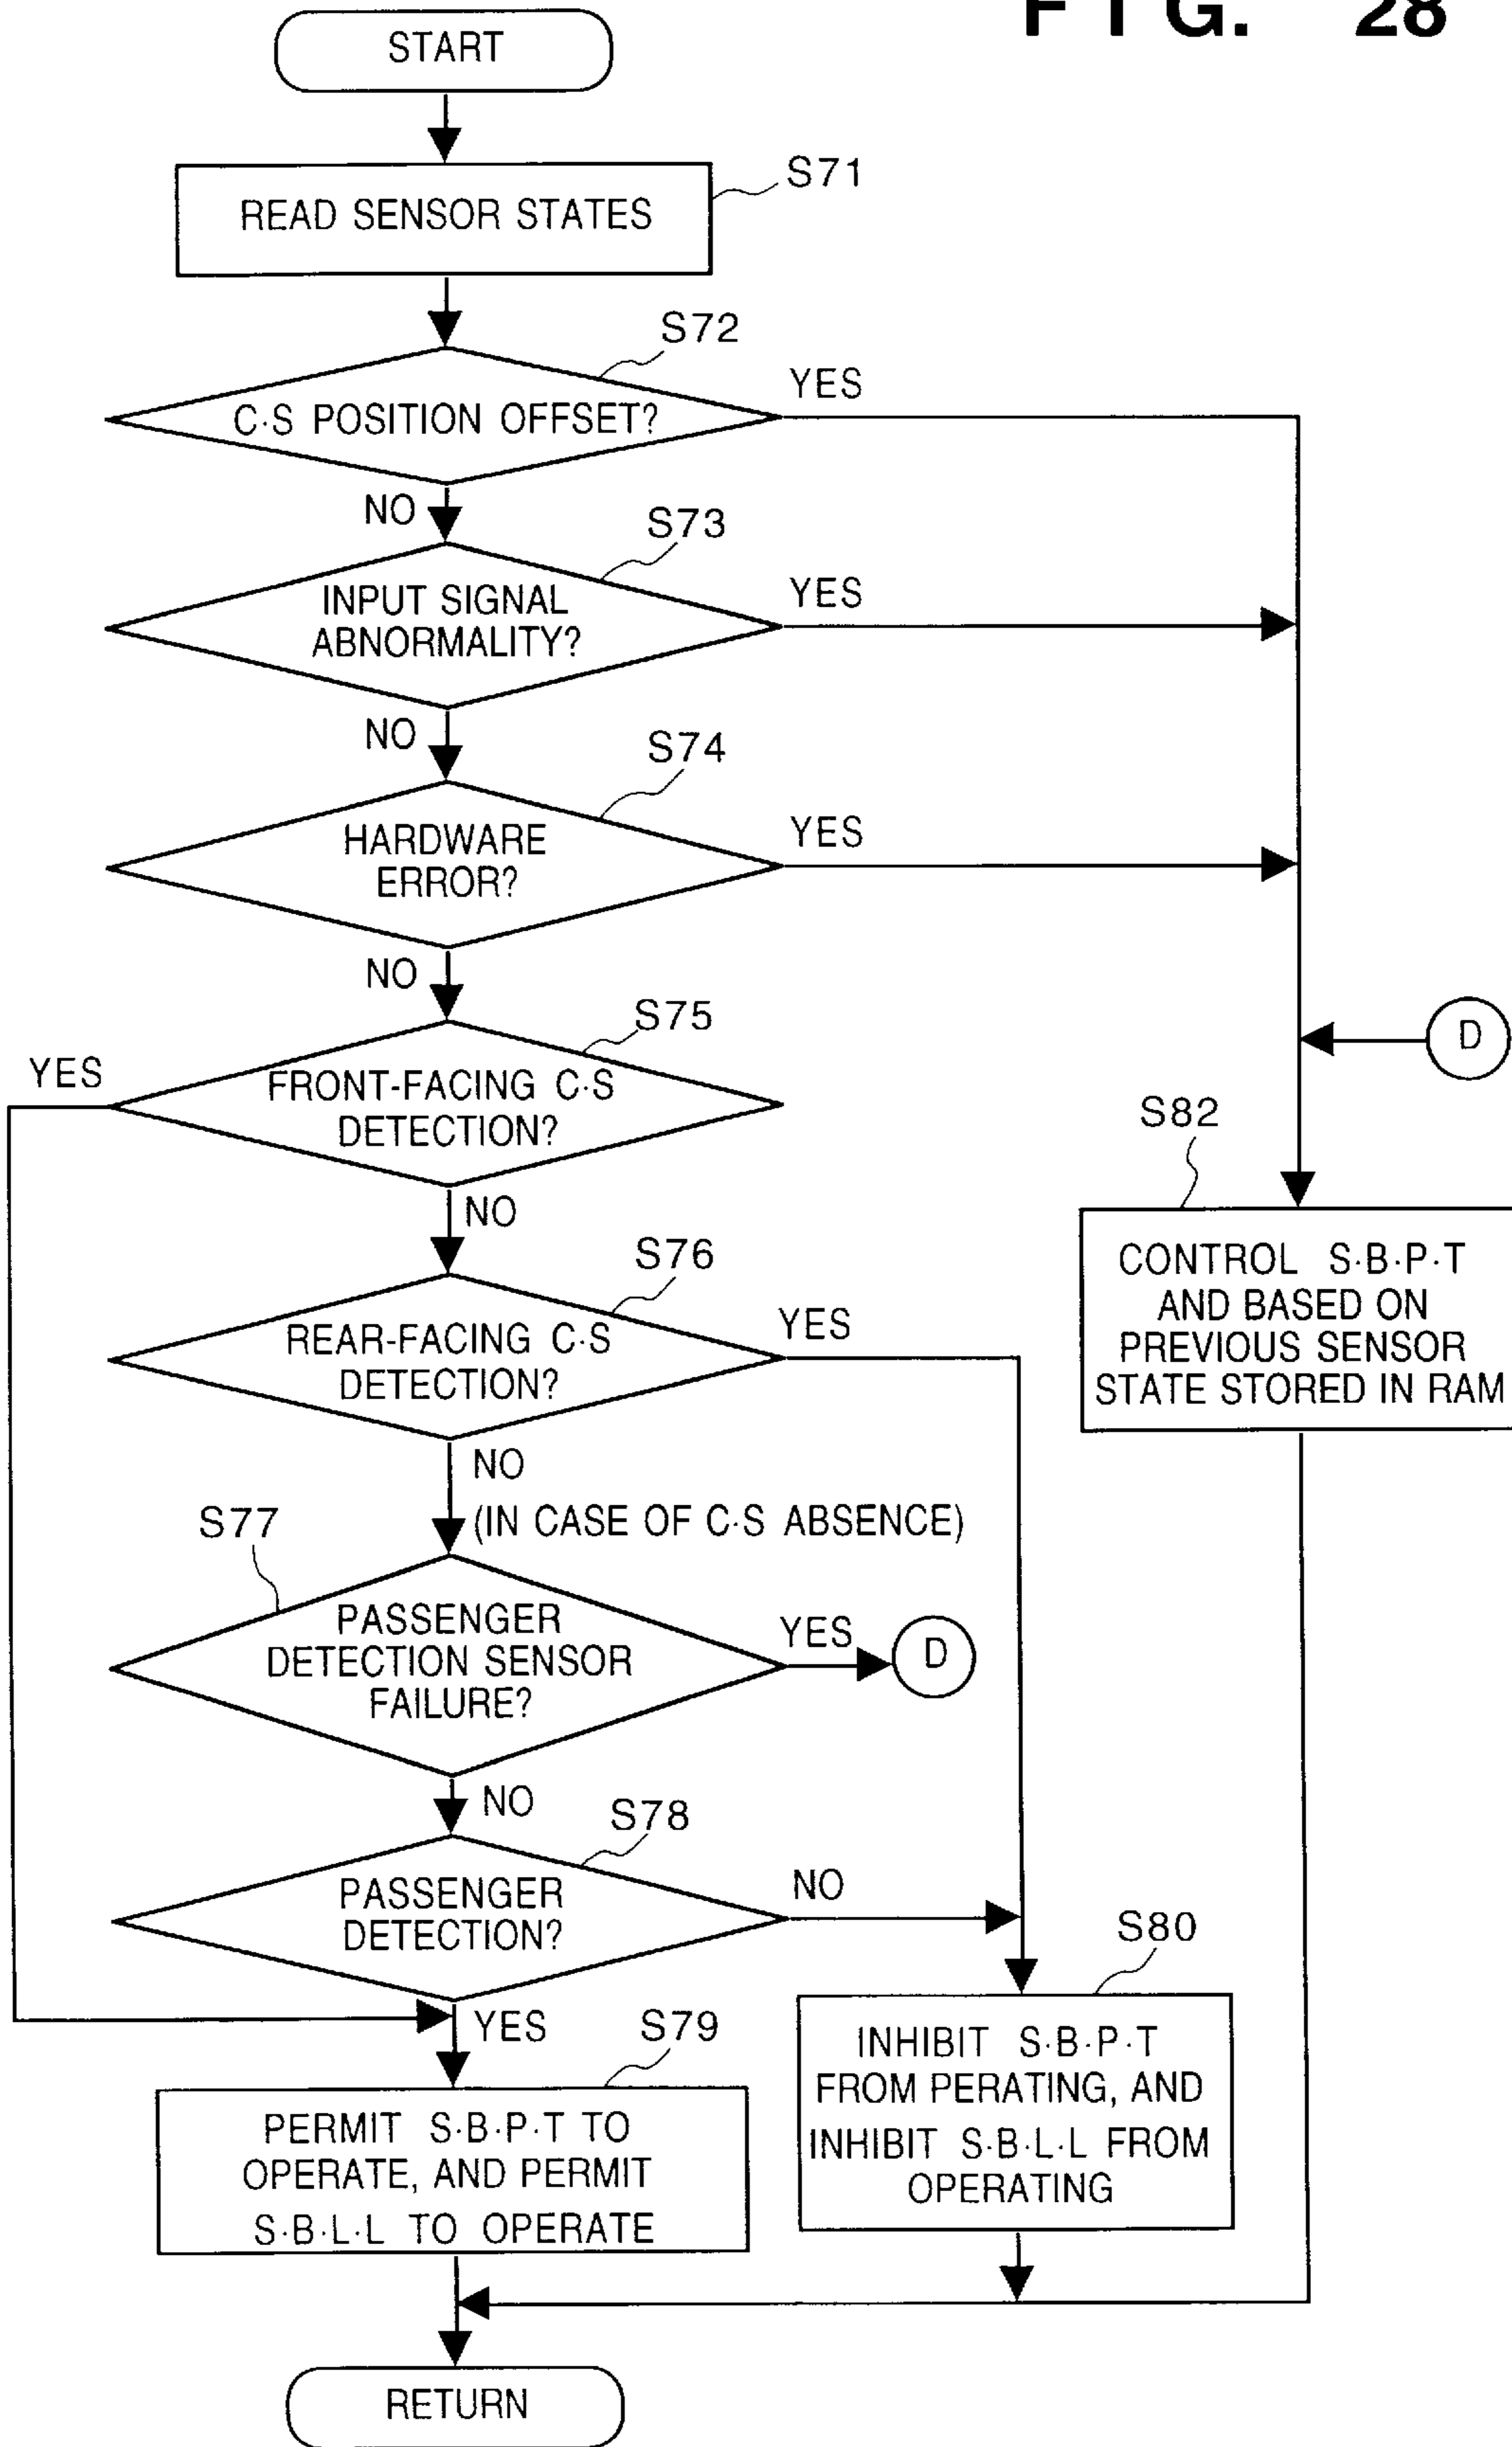 FIG. 28
START
S71
READ SENSOR STATES
S72
C·S POSITION OFFSET?
YES
NO
S73
INPUT SIGNAL
ABNORMALITY?
YES
NO
S74
HARDWARE
ERROR?
YES
NO
S75
FRONT-FACING C·S
DETECTION?
YES
NO
D
S82
CONTROL S·B·P·T
AND BASED ON
PREVIOUS SENSOR
STATE STORED IN RAM
S76
REAR-FACING C·S
DETECTION?
YES
NO
(IN CASE OF C·S ABSENCE)
S77
PASSENGER
DETECTION SENSOR
FAILURE?
YES
D
NO
S78
PASSENGER
DETECTION?
NO
YES
S79
PERMIT S·B·P·T TO
OPERATE, AND PERMIT
S·B·L·L TO OPERATE
S80
INHIBIT S·B·P·T
FROM PERATING, AND
INHIBIT S·B·L·L FROM
OPERATING
RETURN